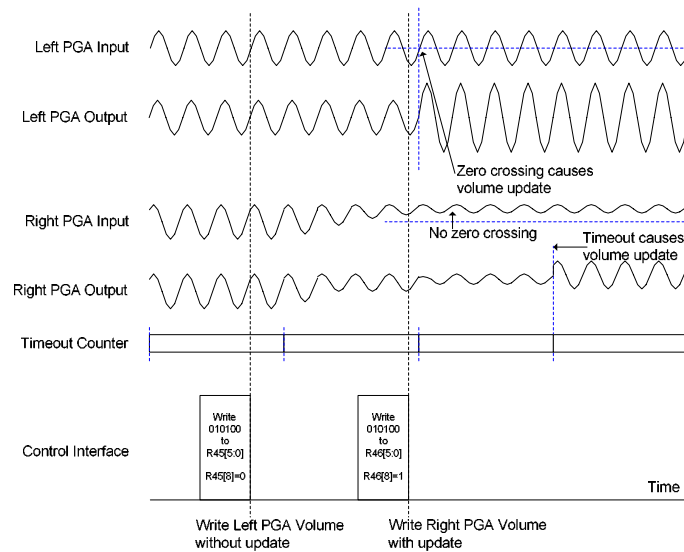 Left PGA Input
Left PGA Output
Zero crossing causes
volume update
Right PGA Input
No zero crossing
Timeout causes
volume update
Right PGA Output
Timeout Counter
Control Interface
Write
010100
to
R45[5:0]
R45[8]=0
Write
010100
to
R46[5:0]
R46[8]=1
Time
Write Left PGA Volume
without update
Write Right PGA Volume
with update